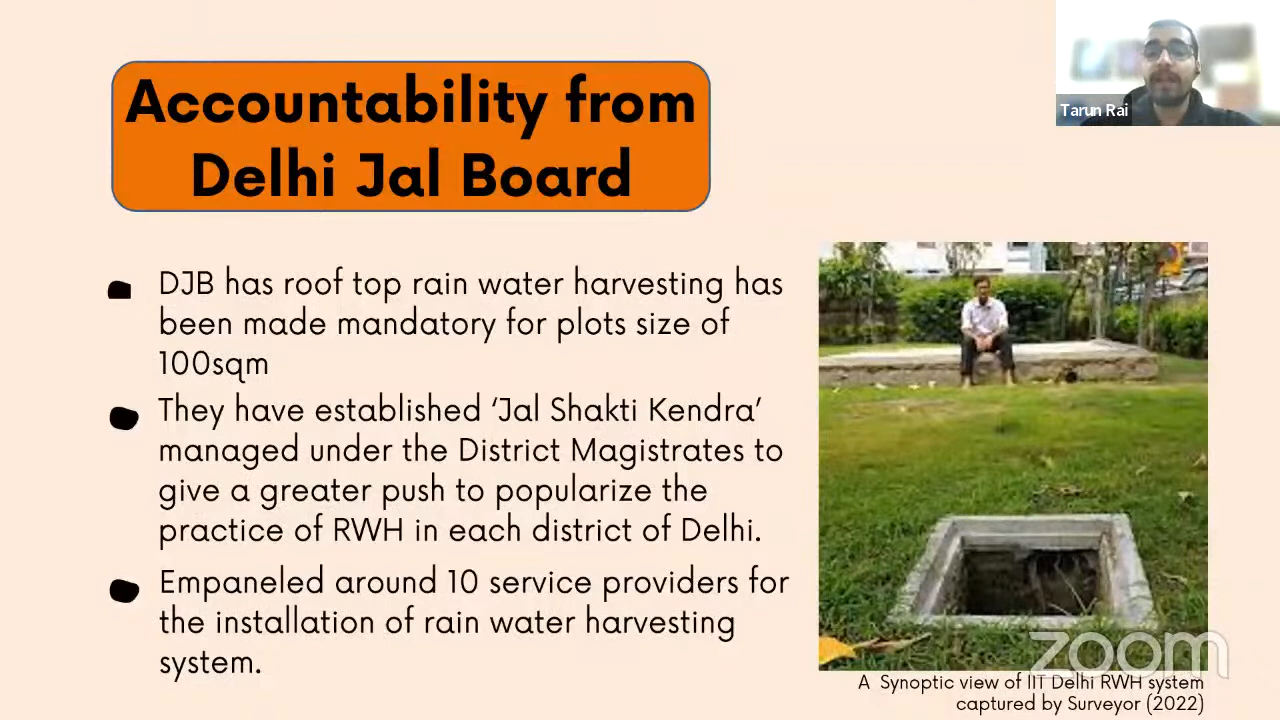 Accountability from
Delhi Jal Board
Tarun Rai
DJB has roof top rain water harvesting has
been made mandatory for plots size of
100sqm
They have established ‘Jal Shakti Kendra’
managed under the District Magistrates to
give a greater push to popularize the
practice of RWH in each district of Delhi.
Empaneled around 10 service providers for
the installation of rain water harvesting
system.
zoom
A Synoptic view of IIT Delhi RWH system
captured by Surveyor (2022)